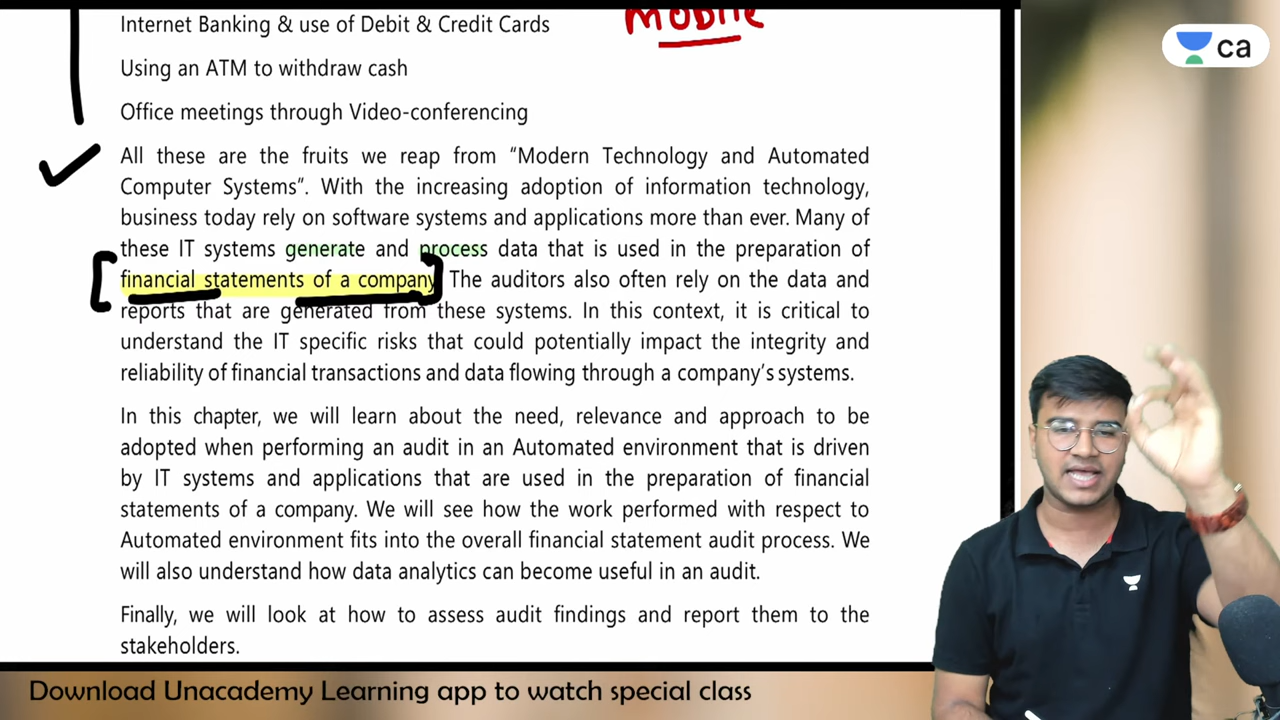 Internet Banking & use of Debit & Credit Cards
mobile
ca
Using an ATM to withdraw cash
Office meetings through Video-conferencing
All these are the fruits we reap from “Modern Technology and Automated
Computer Systems”. With the increasing adoption of information technology,
business today rely on software systems and applications more than ever. Many of
these IT systems generate and process data that is used in the preparation of
financial statements of a company. The auditors also often rely on the data and
reports that are generated from these systems. In this context, it is critical to
understand the IT specific risks that could potentially impact the integrity and
reliability of financial transactions and data flowing through a company’s systems.
In this chapter, we will learn about the need, relevance and approach to be
adopted when performing an audit in an Automated environment that is driven
by IT systems and applications that are used in the preparation of financial
statements of a company. We will see how the work performed with respect to
Automated environment fits into the overall financial statement audit process. We
will also understand how data analytics can become useful in an audit.
Finally, we will look at how to assess audit findings and report them to the
stakeholders.
Download Unacademy Learning app to watch special class